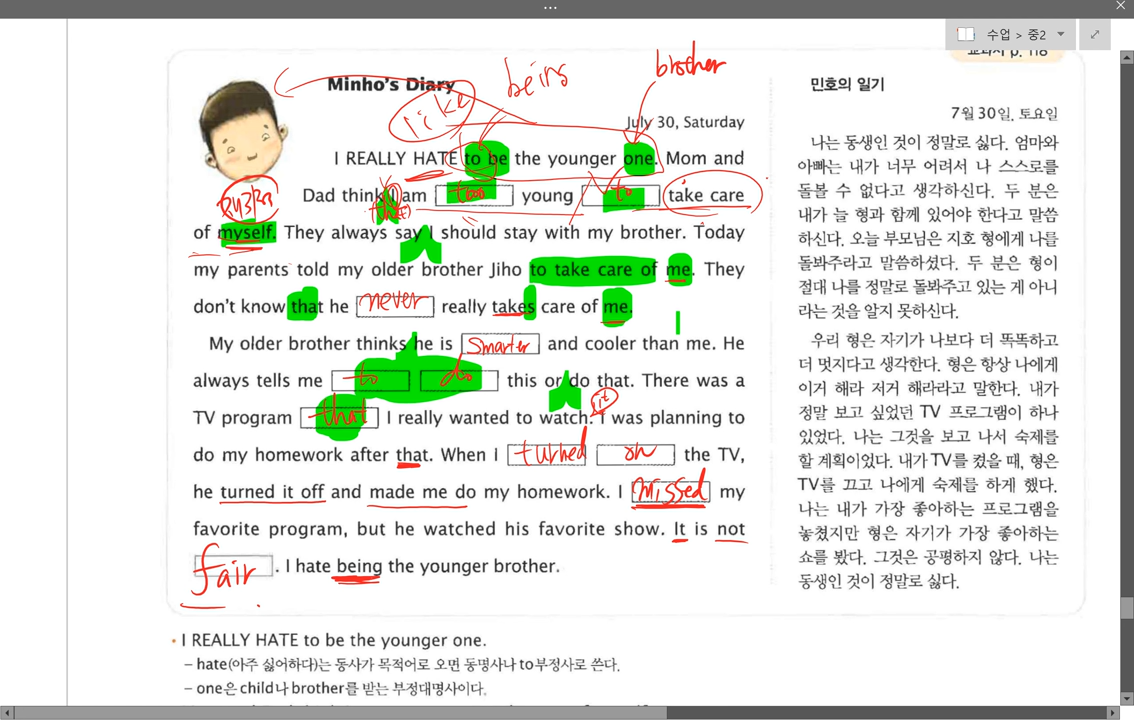 수업 > 중2
교과서 p. 118
Minho's Diary
like
being
brother
July 30, Saturday
I REALLY HATE to be the younger one. Mom and
Dad think I am too young to take care
(that)
of myself. They always say I should stay with my brother. Today
my parents told my older brother Jiho to take care of me. They
don't know that he never really takes care of me.
My older brother thinks he is smarter and cooler than me. He
always tells me to do this or do that. There was a
TV program that I really wanted to watch. I was planning to
it
do my homework after that. When I turned on the TV,
he turned it off and made me do my homework. I missed my
favorite program, but he watched his favorite show. It is not
fair. I hate being the younger brother.
민호의 일기
7월 30일, 토요일
나는 동생인 것이 정말로 싫다. 엄마와
아빠는 내가 너무 어려서 나 스스로를
돌볼 수 없다고 생각하신다. 두 분은
내가 늘 형과 함께 있어야 한다고 말씀
하신다. 오늘 부모님은 지호 형에게 나를
돌봐주라고 말씀하셨다. 두 분은 형이
절대 나를 정말로 돌봐주고 있는 게 아니
라는 것을 알지 못하신다.
우리 형은 자기가 나보다 더 똑똑하고
더 멋지다고 생각한다. 형은 항상 나에게
이거 해라 저거 해라라고 말한다. 내가
정말 보고 싶었던 TV 프로그램이 하나
있었다. 나는 그것을 보고 나서 숙제를
할 계획이었다. 내가 TV를 켰을 때, 형은
TV를 끄고 나에게 숙제를 하게 했다.
나는 내가 가장 좋아하는 프로그램을
놓쳤지만 형은 자기가 가장 좋아하는
쇼를 봤다. 그것은 공평하지 않다. 나는
동생인 것이 정말로 싫다.
• I REALLY HATE to be the younger one.
– hate(아주 싫어하다)는 동사가 목적어로 오면 동명사나 to부정사로 쓴다.
– one은 child나 brother를 받는 부정대명사이다.